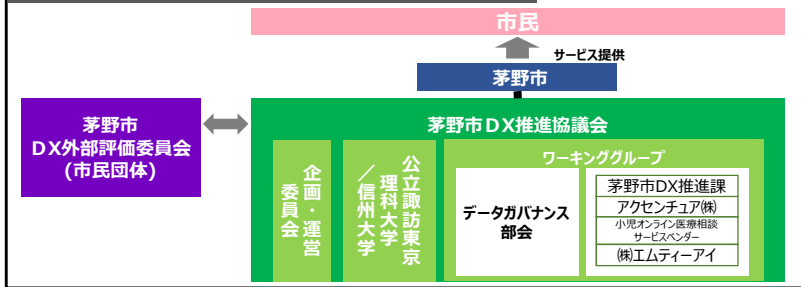 市民
サービス提供
茅野市
茅野市
DX外部評価委員会
(市民団体)
茅野市DX推進協議会
企画・運営
委員会
公立諏訪東京
理科大学
／信州大学
ワーキンググループ
データガバナンス
部会
茅野市DX推進課
アクセンチュア㈱
小児オンライン医療相談
サービスベンダー
㈱エムティーアイ